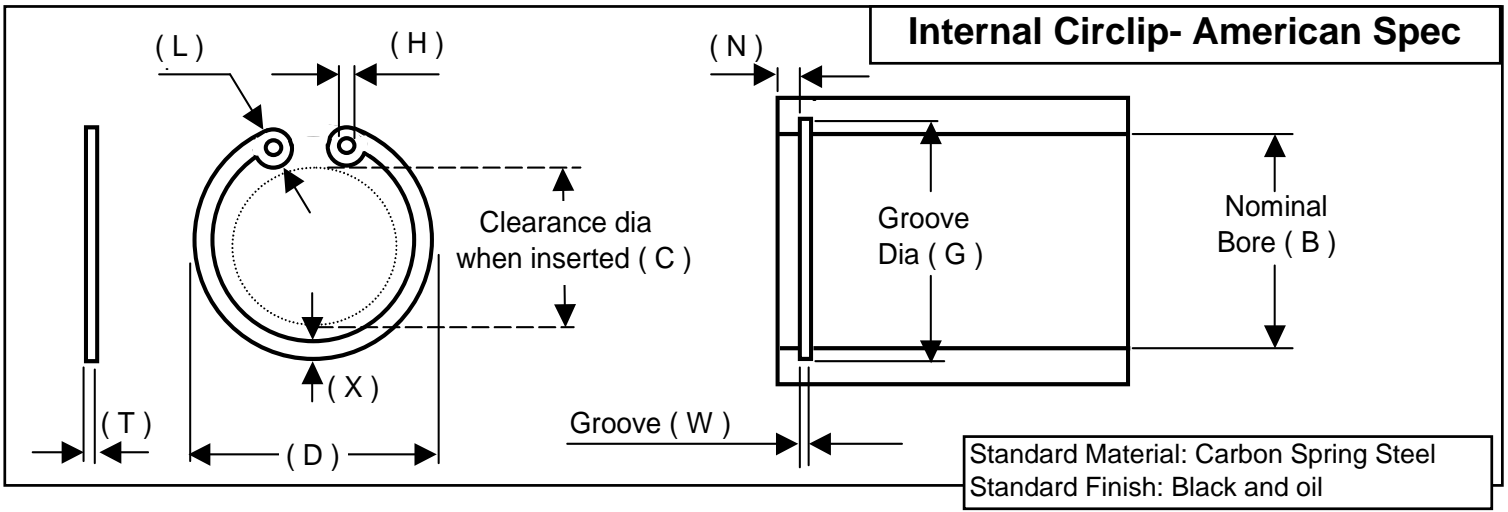 Internal Circlip- American Spec
( L )
( H )
( N )
Clearance dia
when inserted ( C )
Groove
Dia ( G )
Nominal
Bore ( B )
( X )
( T )
( D )
Groove ( W )
Standard Material: Carbon Spring Steel
Standard Finish: Black and oil